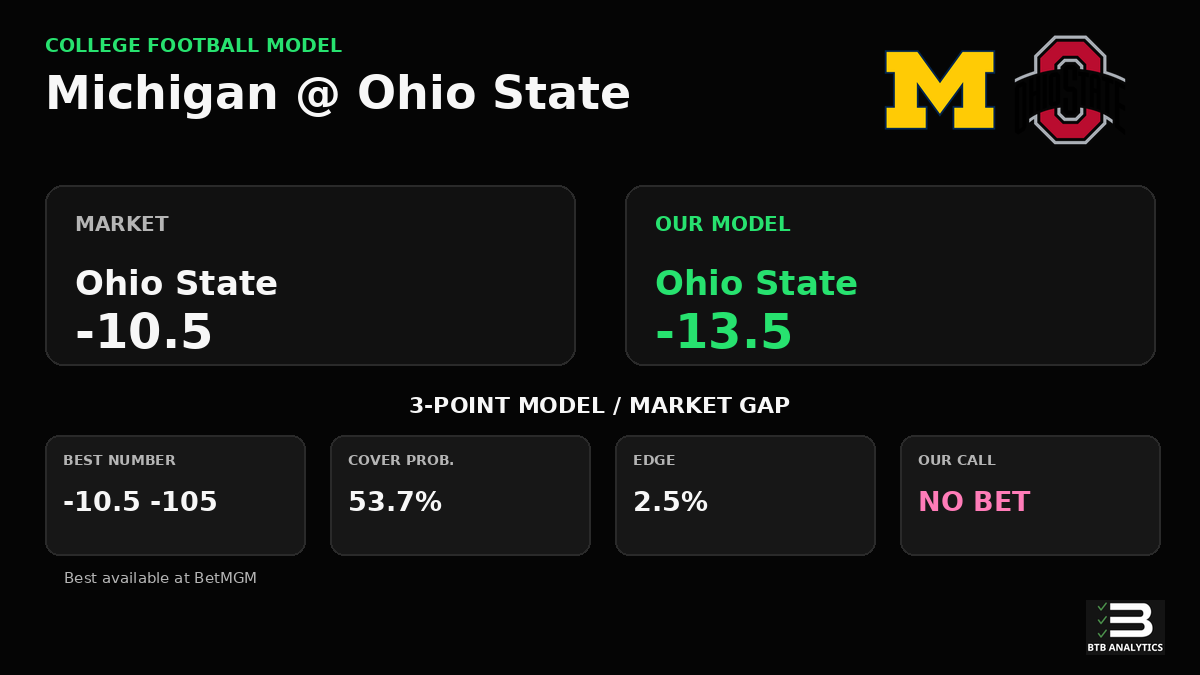 COLLEGE FOOTBALL MODEL
Michigan @ Ohio State
M
OHIO STATE
MARKET
Ohio State
-10.5
OUR MODEL
Ohio State
-13.5
3-POINT MODEL / MARKET GAP
BEST NUMBER
-10.5 -105
COVER PROB.
53.7%
EDGE
2.5%
OUR CALL
NO BET
Best available at BetMGM
B
BTB ANALYTICS